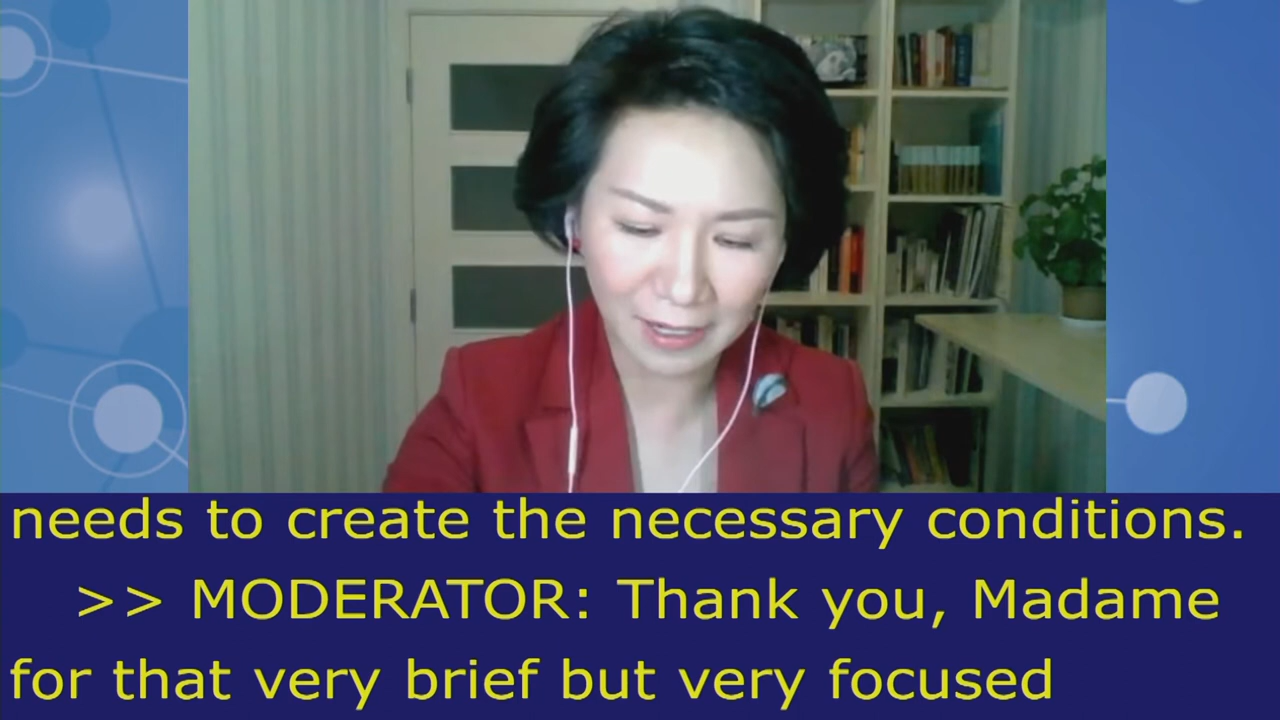 needs to create the necessary conditions.
>> MODERATOR: Thank you, Madame
for that very brief but very focused